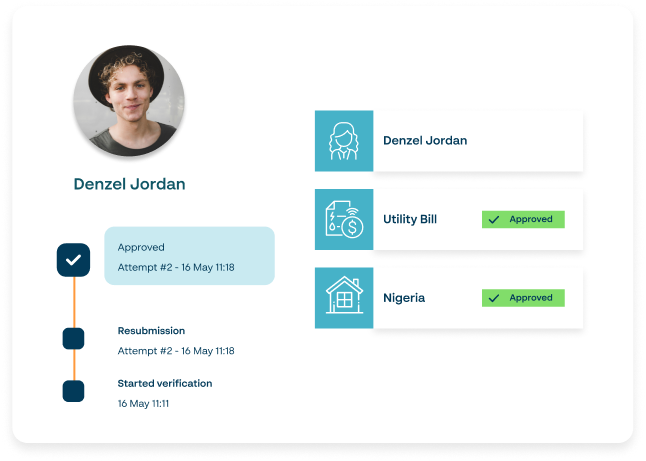 Denzel Jordan
Approved
Attempt #2 - 16 May 11:18
Resubmission
Attempt #2 - 16 May 11:18
Started verification
16 May 11:11
Denzel Jordan
Utility Bill
Approved
Nigeria
Approved